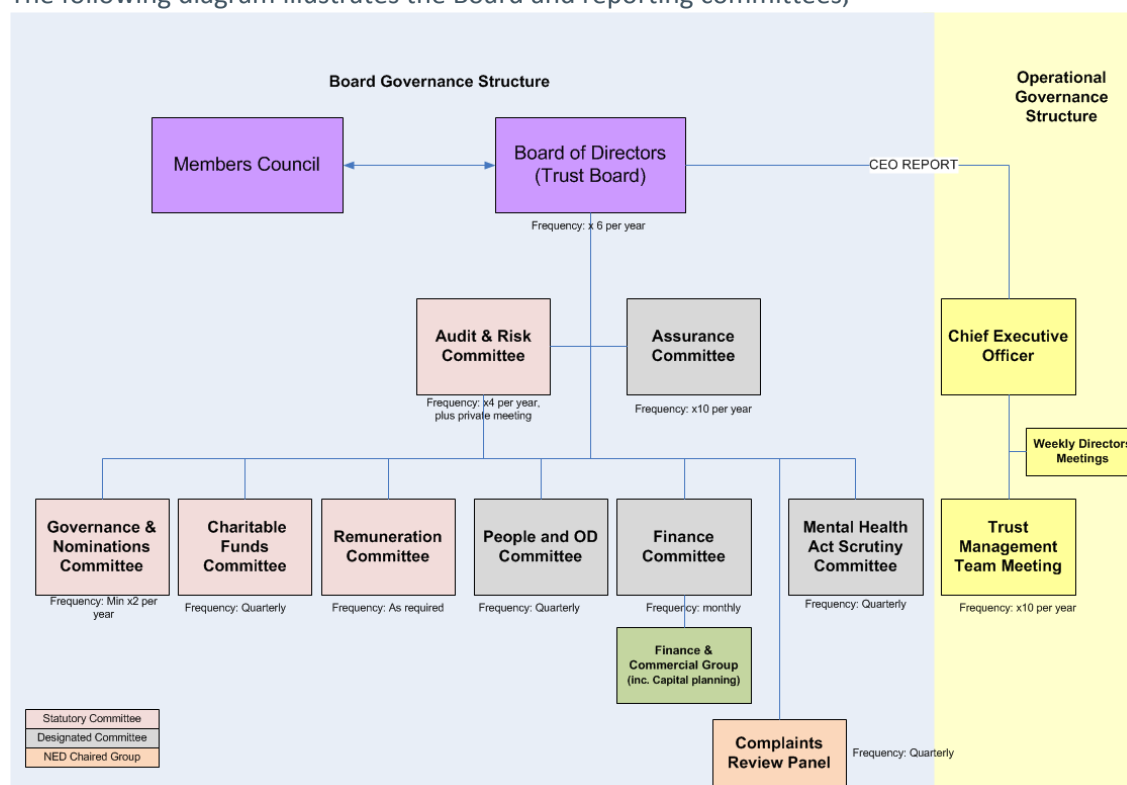 The following diagram illustrates the Board and reporting committees;
Board Governance Structure
Operational
Governance
Structure
Members Council
Board of Directors
(Trust Board)
CEO REPORT
Frequency: x 6 per year
Audit & Risk
Committee
Assurance
Committee
Chief Executive
Officer
Frequency: x4 per year,
plus private meeting
Frequency: x10 per year
Weekly Directors
Meetings
Governance &
Nominations
Committee
Charitable
Funds
Committee
Remuneration
Committee
People and OD
Committee
Finance
Committee
Mental Health
Act Scrutiny
Committee
Trust
Management
Team Meeting
Frequency: Min x2 per
year
Frequency: Quarterly
Frequency: As required
Frequency: Quarterly
Frequency: monthly
Frequency: Quarterly
Frequency: x10 per year
Finance &
Commercial Group
(inc. Capital planning)
Statutory Committee
Designated Committee
NED Chaired Group
Complaints
Review Panel
Frequency: Quarterly